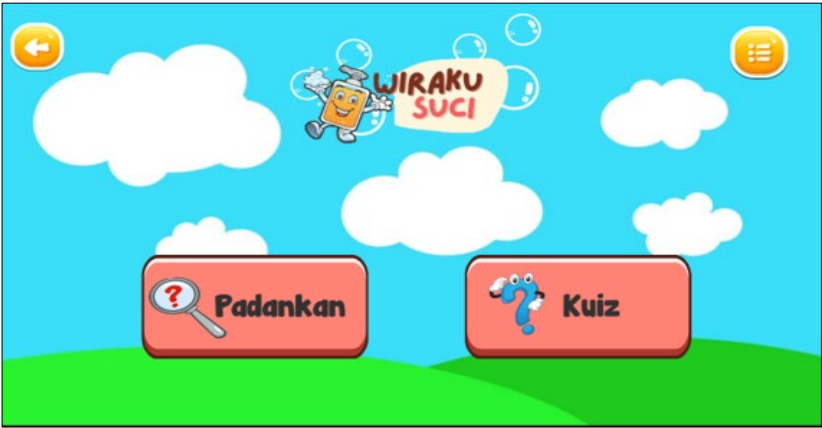 WIRAKU
SUCI
?
Padankan
?
Kuiz